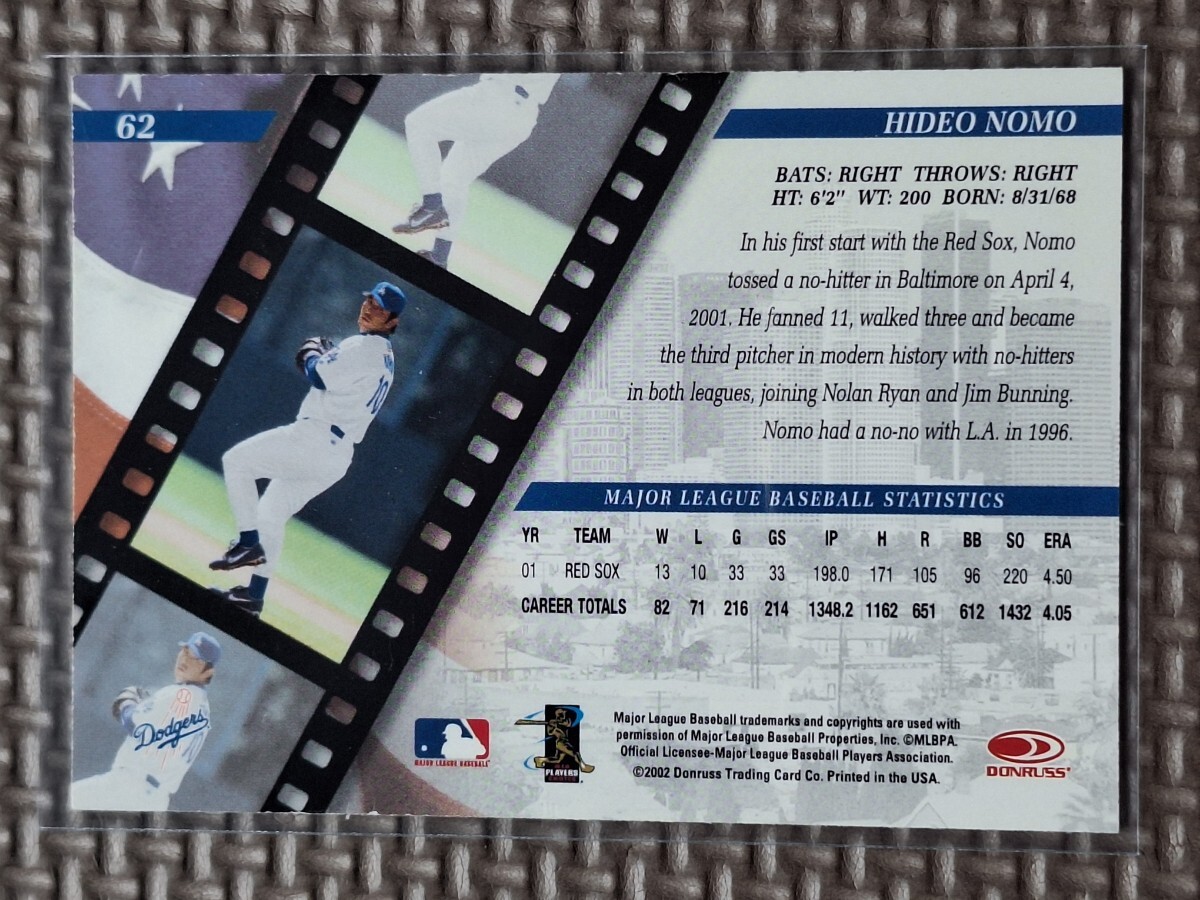 62
HIDEO NOMO
BATS: RIGHT THROWS: RIGHT
HT: 6'2" WT: 200 BORN: 8/31/68
In his first start with the Red Sox, Nomo
tossed a no-hitter in Baltimore on April 4,
2001. He fanned 11, walked three and became
the third pitcher in modern history with no-hitters
in both leagues, joining Nolan Ryan and Jim Bunning.
Nomo had a no-no with L.A. in 1996.
MAJOR LEAGUE BASEBALL STATISTICS
YR TEAM W L G GS IP H R BB SO ERA
01 RED SOX 13 10 33 33 198.0 171 105 96 220 4.50
CAREER TOTALS 82 71 216 214 1348.2 1162 651 612 1432 4.05
10
Dodgers
MAJOR LEAGUE BASEBALL
PLAYERS
CHOICE
Major League Baseball trademarks and copyrights are used with
permission of Major League Baseball Properties, Inc. ©MLBPA.
Official Licensee-Major League Baseball Players Association.
©2002 Donruss Trading Card Co. Printed in the USA.
DONRUSS